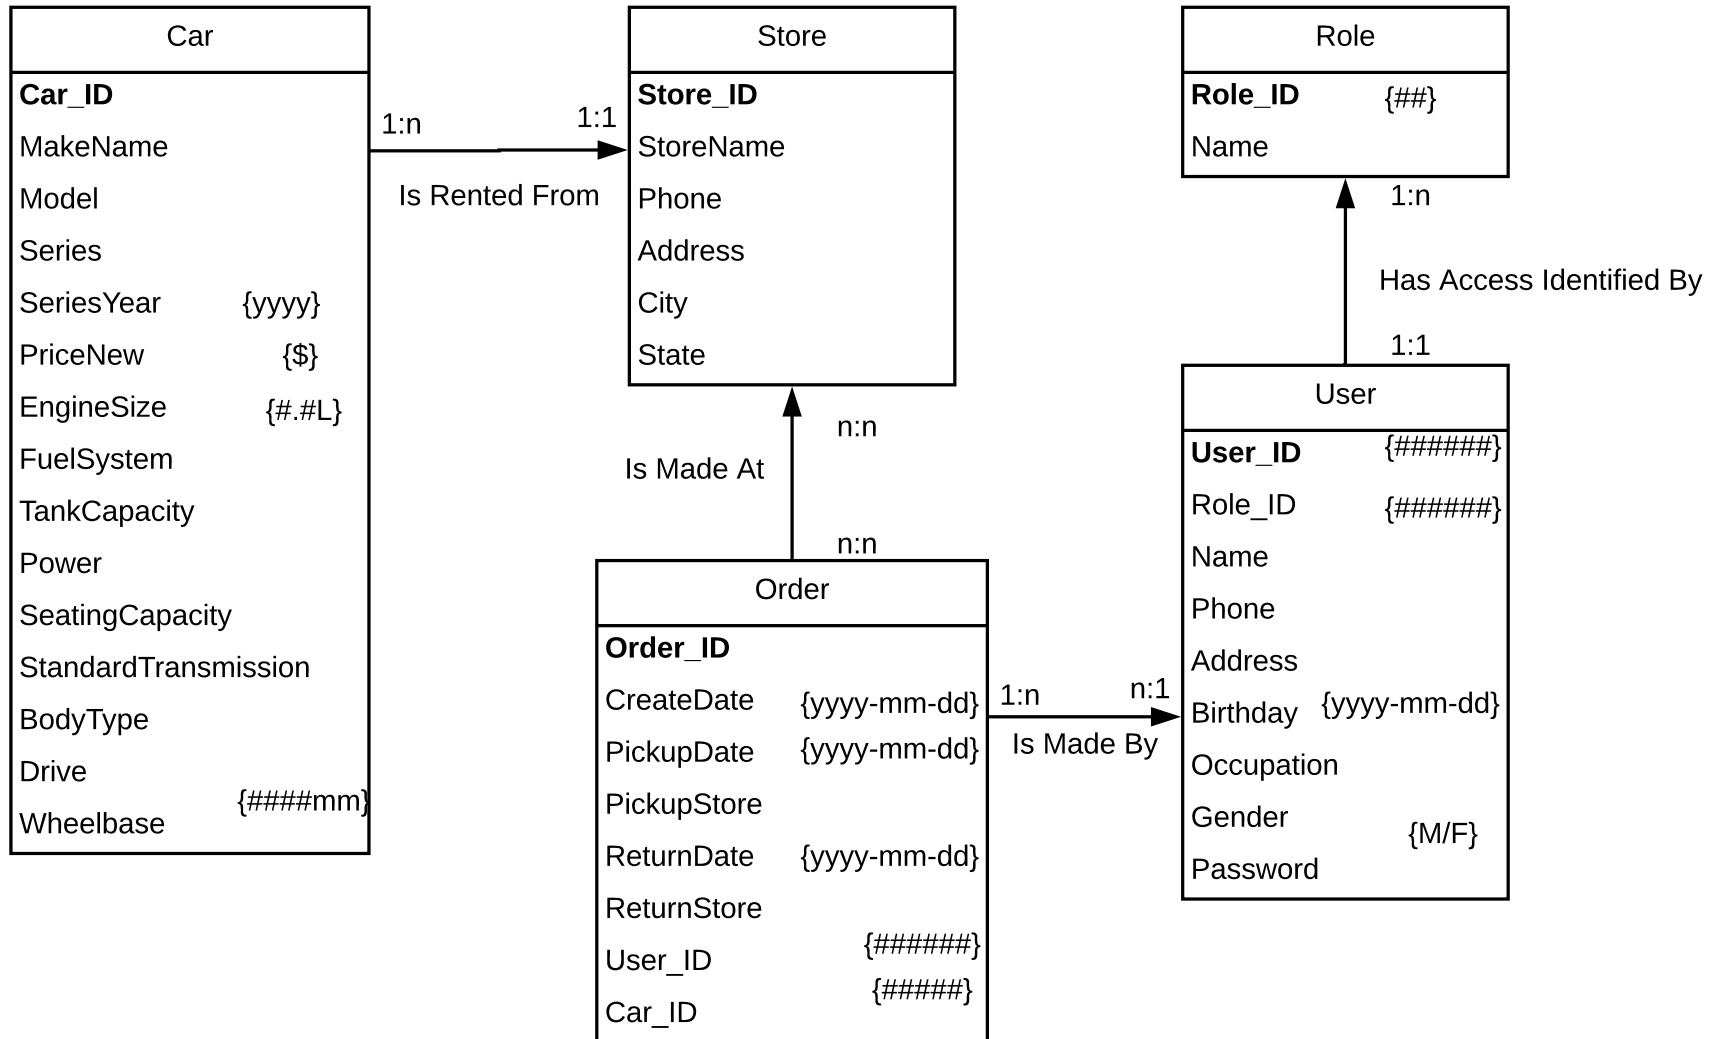 Car
Car_ID
MakeName
Model
Series
SeriesYear {yyyy}
PriceNew {$}
EngineSize {#.#L}
FuelSystem
TankCapacity
Power
SeatingCapacity
StandardTransmission
BodyType
Drive
{####mm}
Wheelbase
1:n
1:1
Is Rented From
Store
Store_ID
StoreName
Phone
Address
City
State
n:n
Is Made At
n:n
Order
Order_ID
CreateDate {yyyy-mm-dd}
PickupDate {yyyy-mm-dd}
PickupStore
ReturnDate {yyyy-mm-dd}
ReturnStore
User_ID {######}
Car_ID {#####}
1:n
n:1
Is Made By
Role
Role_ID {##}
Name
1:n
Has Access Identified By
1:1
User
User_ID {######}
Role_ID {######}
Name
Phone
Address
Birthday {yyyy-mm-dd}
Occupation
Gender {M/F}
Password